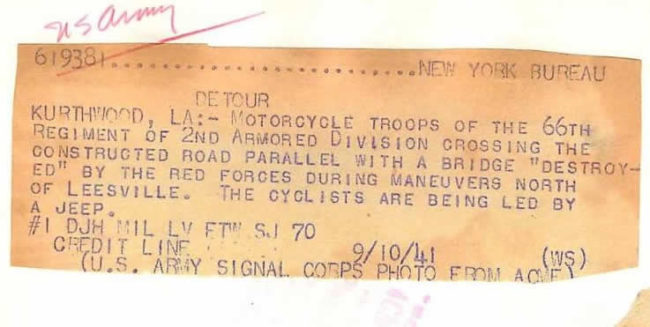 US Army
619381..............................NEW YORK BUREAU
DETOUR
KURTHWOOD, LA:- MOTORCYCLE TROOPS OF THE 66TH
REGIMENT OF 2ND ARMORED DIVISION CROSSING THE
CONSTRUCTED ROAD PARALLEL WITH A BRIDGE "DESTROY-
ED" BY THE RED FORCES DURING MANEUVERS NORTH
OF LEESVILLE. THE CYCLISTS ARE BEING LED BY
A JEEP.
#1 DJH MIL LV FTW SJ 70
CREDIT LINE 9/10/41 (WS)
(U.S. ARMY SIGNAL CORPS PHOTO FROM ACME)